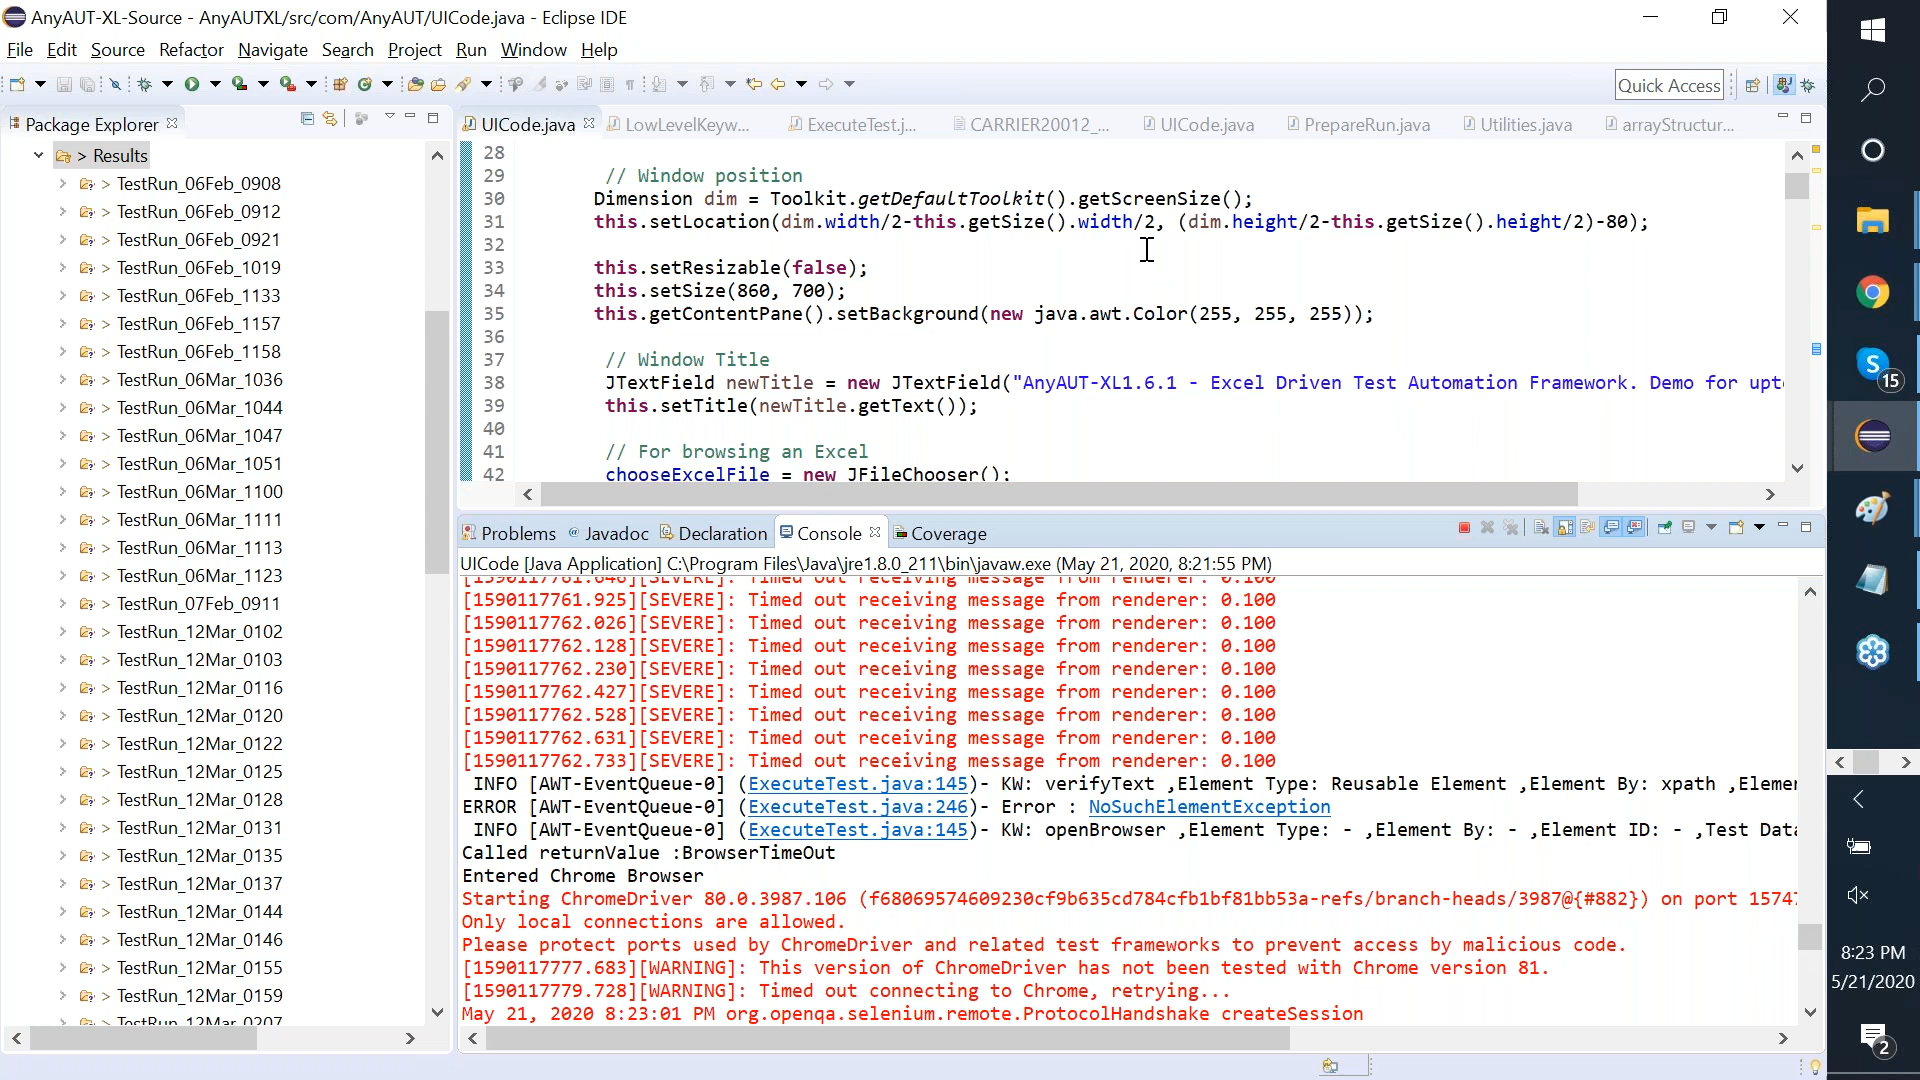 AnyAUT-XL-Source - AnyAUTXL/src/com/AnyAUT/UICode.java - Eclipse IDE
File Edit Source Refactor Navigate Search Project Run Window Help
Quick Access
Package Explorer
> Results
> TestRun_06Feb_0908
> TestRun_06Feb_0912
> TestRun_06Feb_0921
> TestRun_06Feb_1019
> TestRun_06Feb_1133
> TestRun_06Feb_1157
> TestRun_06Feb_1158
> TestRun_06Mar_1036
> TestRun_06Mar_1044
> TestRun_06Mar_1047
> TestRun_06Mar_1051
> TestRun_06Mar_1100
> TestRun_06Mar_1111
> TestRun_06Mar_1113
> TestRun_06Mar_1123
> TestRun_07Feb_0911
> TestRun_12Mar_0102
> TestRun_12Mar_0103
> TestRun_12Mar_0116
> TestRun_12Mar_0120
> TestRun_12Mar_0122
> TestRun_12Mar_0125
> TestRun_12Mar_0128
> TestRun_12Mar_0131
> TestRun_12Mar_0135
> TestRun_12Mar_0137
> TestRun_12Mar_0144
> TestRun_12Mar_0146
> TestRun_12Mar_0155
> TestRun_12Mar_0159
> TestRun_12Mar_0207
UICode.java LowLevelKeyw... ExecuteTest.j... CARRIER20012_... UICode.java PrepareRun.java Utilities.java arrayStructur...
28
29 // Window position
30 Dimension dim = Toolkit.getDefaultToolkit().getScreenSize();
31 this.setLocation(dim.width/2-this.getSize().width/2, (dim.height/2-this.getSize().height/2)-80);
32
33 this.setResizable(false);
34 this.setSize(860, 700);
35 this.getContentPane().setBackground(new java.awt.Color(255, 255, 255));
36
37 // Window Title
38 JTextField newTitle = new JTextField("AnyAUT-XL1.6.1 - Excel Driven Test Automation Framework. Demo for upt
39 this.setTitle(newTitle.getText());
40
41 // For browsing an Excel
42 chooseExcelFile = new JFileChooser();
Problems Javadoc Declaration Console Coverage
UICode [Java Application] C:\Program Files\Java\jre1.8.0_211\bin\javaw.exe (May 21, 2020, 8:21:55 PM)
[1590117761.646][SEVERE]: Timed out receiving message from renderer: 0.100
[1590117761.925][SEVERE]: Timed out receiving message from renderer: 0.100
[1590117762.026][SEVERE]: Timed out receiving message from renderer: 0.100
[1590117762.128][SEVERE]: Timed out receiving message from renderer: 0.100
[1590117762.230][SEVERE]: Timed out receiving message from renderer: 0.100
[1590117762.427][SEVERE]: Timed out receiving message from renderer: 0.100
[1590117762.528][SEVERE]: Timed out receiving message from renderer: 0.100
[1590117762.631][SEVERE]: Timed out receiving message from renderer: 0.100
[1590117762.733][SEVERE]: Timed out receiving message from renderer: 0.100
INFO [AWT-EventQueue-0] (ExecuteTest.java:145)- KW: verifyText ,Element Type: Reusable Element ,Element By: xpath ,Elemen
ERROR [AWT-EventQueue-0] (ExecuteTest.java:246)- Error : NoSuchElementException
INFO [AWT-EventQueue-0] (ExecuteTest.java:145)- KW: openBrowser ,Element Type: - ,Element By: - ,Element ID: - ,Test Data
Called returnValue :BrowserTimeOut
Entered Chrome Browser
Starting ChromeDriver 80.0.3987.106 (f68069574609230cf9b635cd784cfb1bf81bb53a-refs/branch-heads/3987@{#882}) on port 15747
Only local connections are allowed.
Please protect ports used by ChromeDriver and related test frameworks to prevent access by malicious code.
[1590117777.683][WARNING]: This version of ChromeDriver has not been tested with Chrome version 81.
[1590117779.728][WARNING]: Timed out connecting to Chrome, retrying...
May 21, 2020 8:23:01 PM org.openqa.selenium.remote.ProtocolHandshake createSession
15
8:23 PM
5/21/2020
2